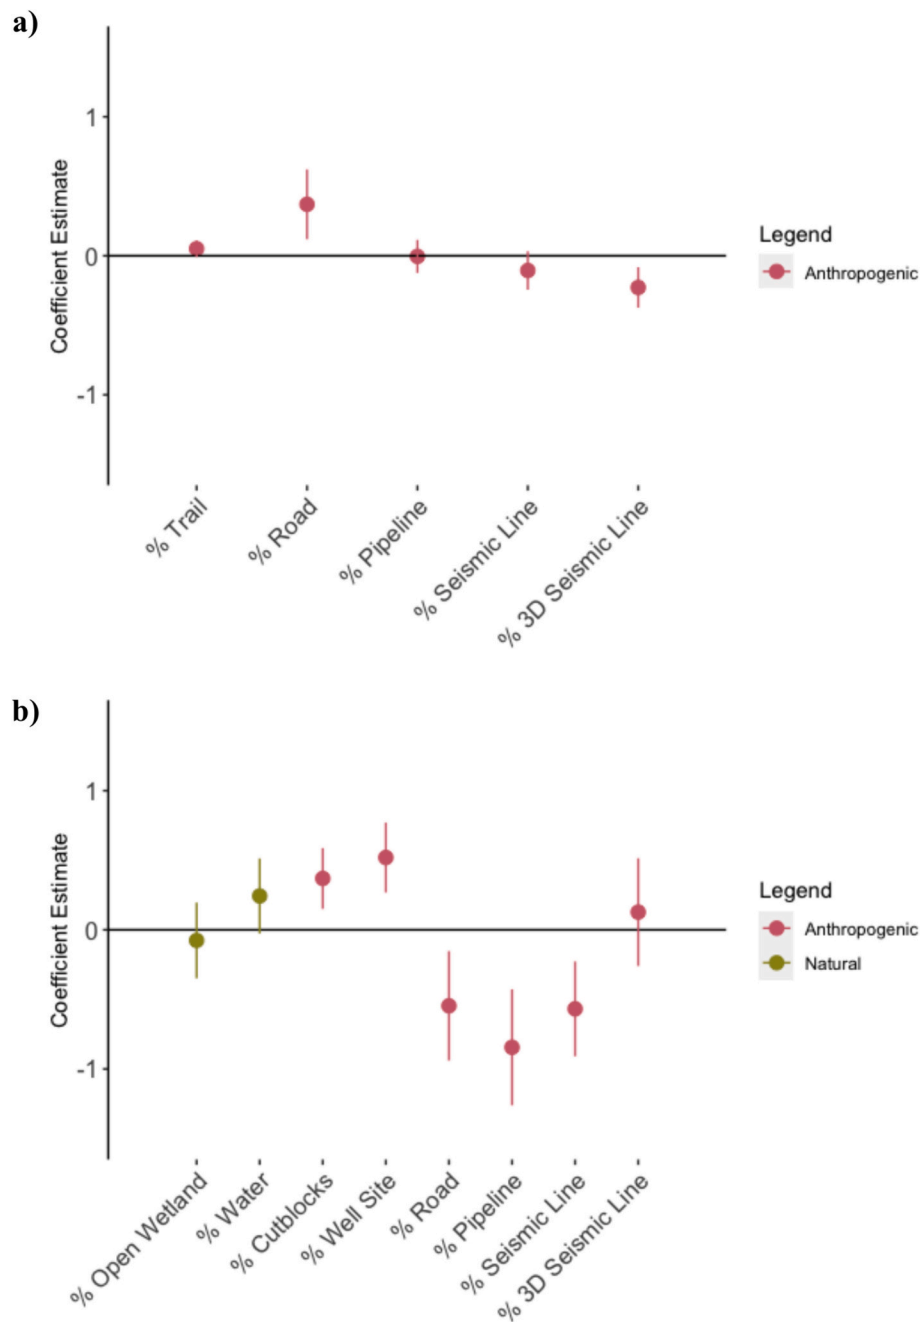 a)
1
0
-1
Coefficient Estimate
% Trail
% Road
% Pipeline
% Seismic Line
% 3D Seismic Line
Legend
Anthropogenic
b)
1
0
-1
Coefficient Estimate
% Open Wetland
% Water
% Cutblocks
% Well Site
% Road
% Pipeline
% Seismic Line
% 3D Seismic Line
Legend
Anthropogenic
Natural